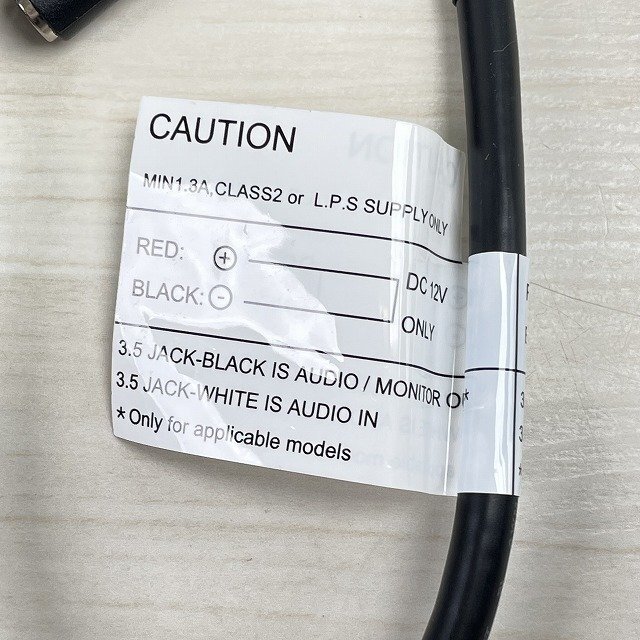 CAUTION
MIN1.3A,CLASS2 or L.P.S SUPPLY ONLY
RED: +
BLACK: -
DC 12V
ONLY
3.5 JACK-BLACK IS AUDIO / MONITOR
3.5 JACK-WHITE IS AUDIO IN
*Only for applicable models